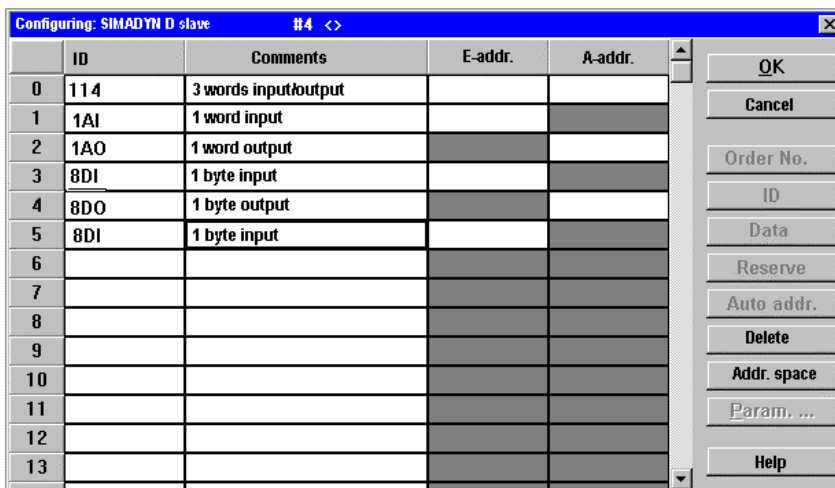 Configuring: SIMADYN D slave #4 <>
ID Comments E-addr. A-addr.
0 114 3 words input/output
1 1AI 1 word input
2 1AO 1 word output
3 8DI 1 byte input
4 8DO 1 byte output
5 8DI 1 byte input
6
7
8
9
10
11
12
13
OK
Cancel
Order No.
ID
Data
Reserve
Auto addr.
Delete
Addr. space
Param. ...
Help